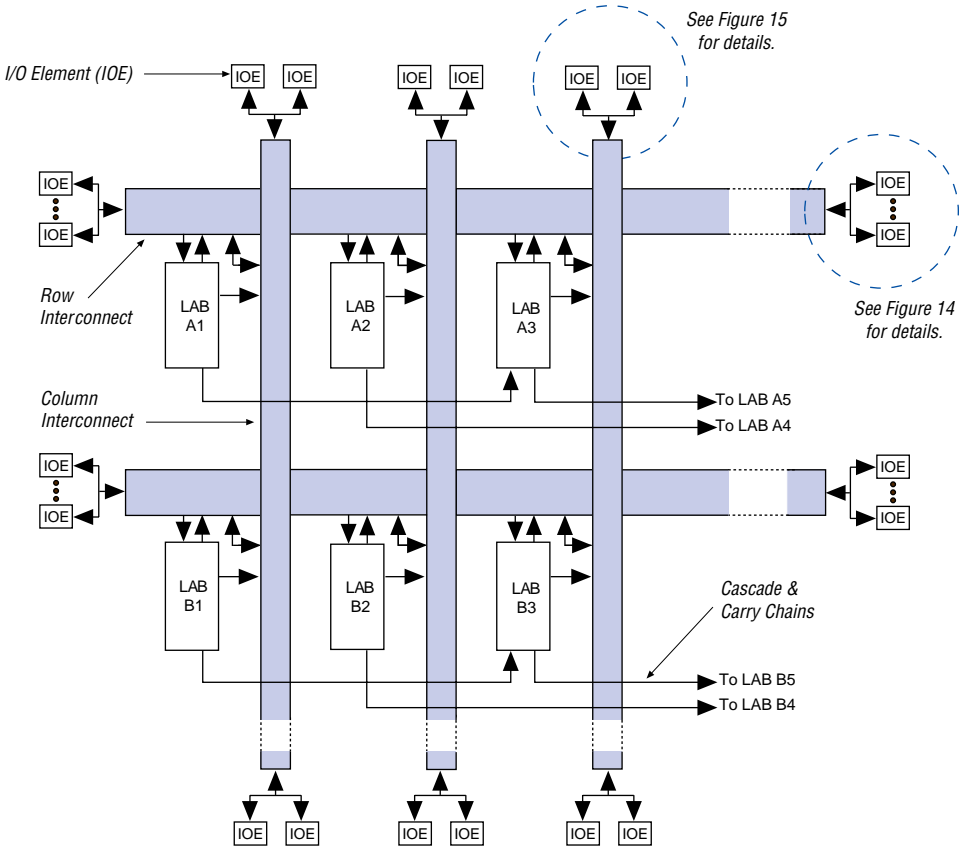 See Figure 15
for details.
I/O Element (IOE)
IOE IOE IOE IOE IOE IOE
IOE IOE
IOE IOE
Row
Interconnect
LAB
A1
LAB
A2
LAB
A3
See Figure 14
for details.
Column
Interconnect
To LAB A5
To LAB A4
IOE IOE
IOE IOE
LAB
B1
LAB
B2
LAB
B3
Cascade &
Carry Chains
To LAB B5
To LAB B4
IOE IOE IOE IOE IOE IOE